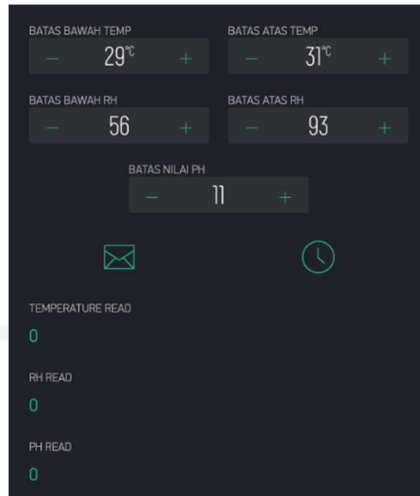 BATAS BAWAH TEMP BATAS ATAS TEMP
— 29°C + — 31°C +
BATAS BAWAH RH BATAS ATAS RH
— 56 + — 93 +
BATAS NILAI PH
— 11 +
TEMPERATURE READ
0
RH READ
0
PH READ
0